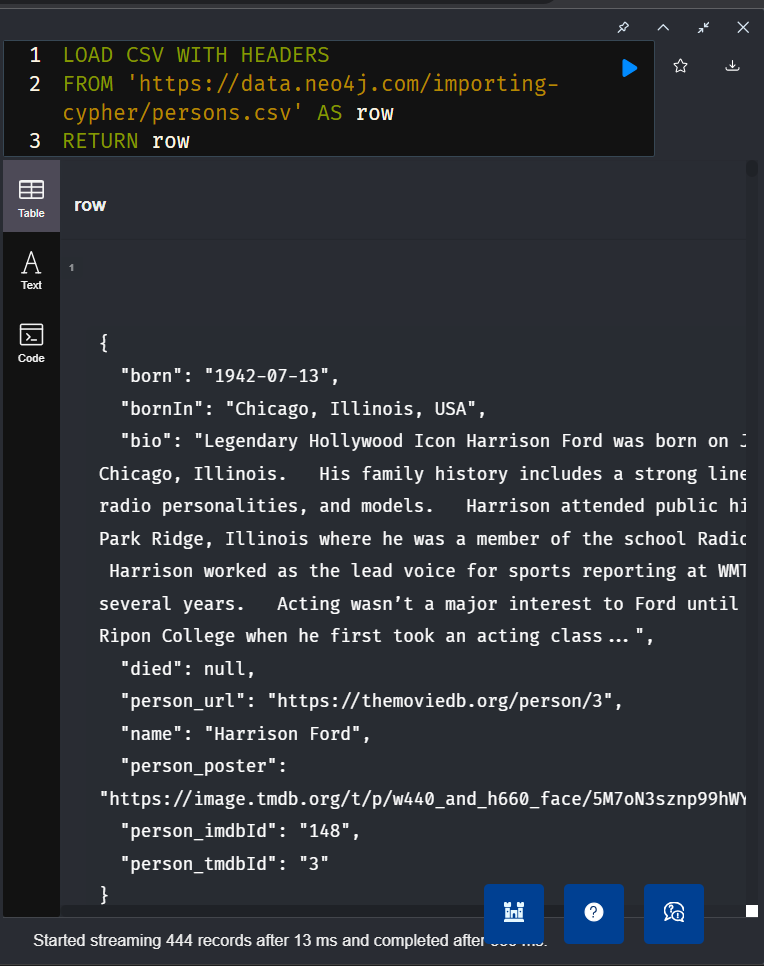 1 LOAD CSV WITH HEADERS
2 FROM 'https://data.neo4j.com/importing-
cypher/persons.csv' AS row
3 RETURN row
Table
row
Text
1
Code
{
"born": "1942-07-13",
"bornIn": "Chicago, Illinois, USA",
"bio": "Legendary Hollywood Icon Harrison Ford was born on J
Chicago, Illinois.   His family history includes a strong line
radio personalities, and models.   Harrison attended public hi
Park Ridge, Illinois where he was a member of the school Radio
Harrison worked as the lead voice for sports reporting at WMT
several years.   Acting wasn’t a major interest to Ford until
Ripon College when he first took an acting class...",
"died": null,
"person_url": "https://themoviedb.org/person/3",
"name": "Harrison Ford",
"person_poster":
"https://image.tmdb.org/t/p/w440_and_h660_face/5M7oN3sznp99hWY
"person_imdbId": "148",
"person_tmdbId": "3"
}
Started streaming 444 records after 13 ms and completed after ms.